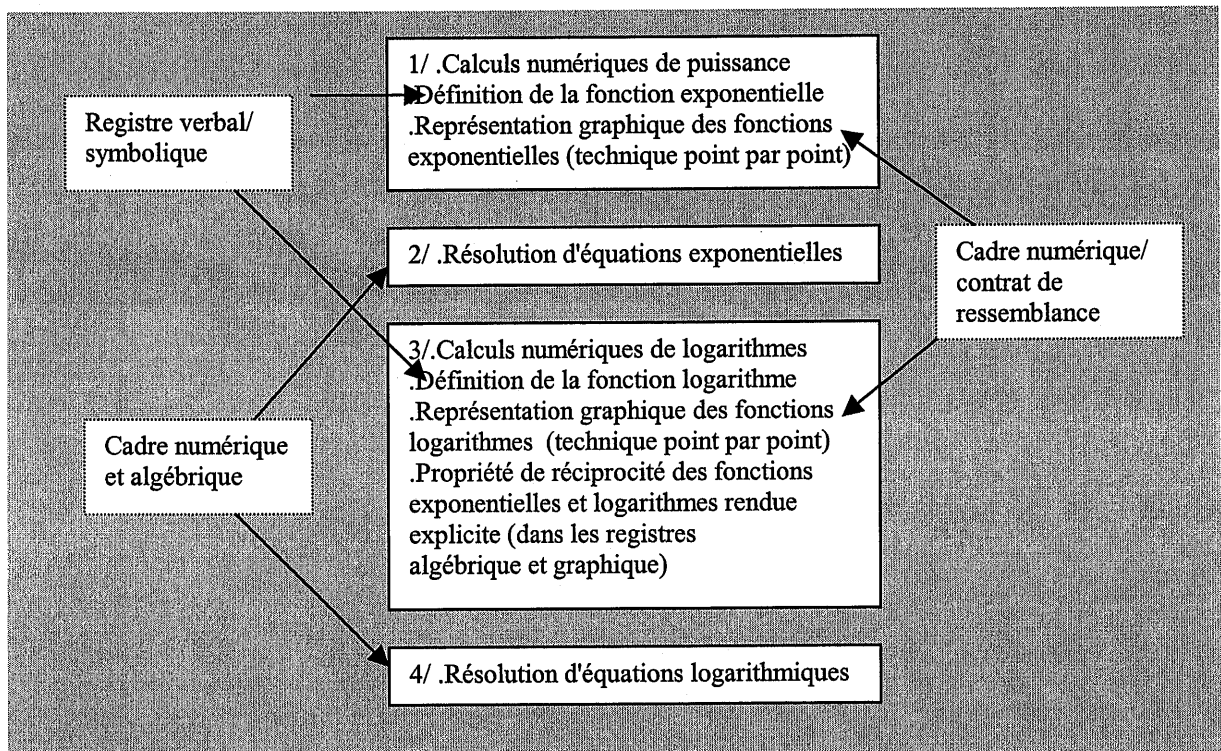 1/ .Calculs numériques de puissance
.Définition de la fonction exponentielle
.Représentation graphique des fonctions
exponentielles (technique point par point)
Registre verbal/
symbolique
2/ .Résolution d'équations exponentielles
Cadre numérique/
contrat de
ressemblance
3/.Calculs numériques de logarithmes
.Définition de la fonction logarithme
.Représentation graphique des fonctions
logarithmes (technique point par point)
.Propriété de réciprocité des fonctions
exponentielles et logarithmes rendue
explicite (dans les registres
algébrique et graphique)
Cadre numérique
et algébrique
4/ .Résolution d'équations logarithmiques